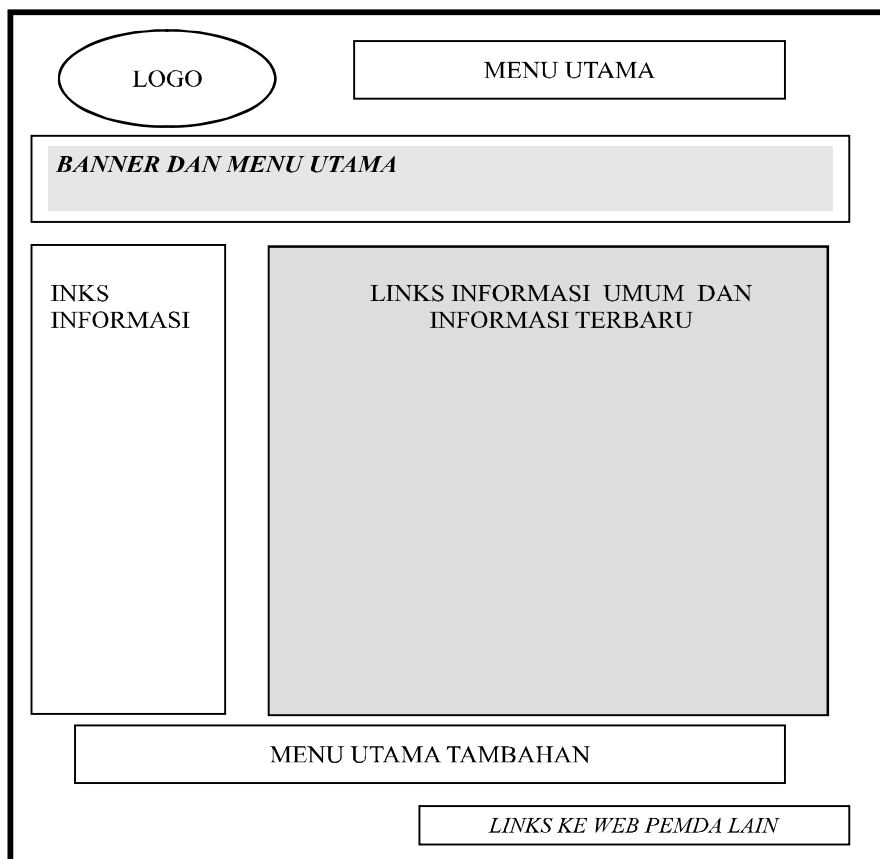 LOGO
MENU UTAMA
BANNER DAN MENU UTAMA
INKS
INFORMASI
LINKS INFORMASI UMUM DAN
INFORMASI TERBARU
MENU UTAMA TAMBAHAN
LINKS KE WEB PEMDA LAIN